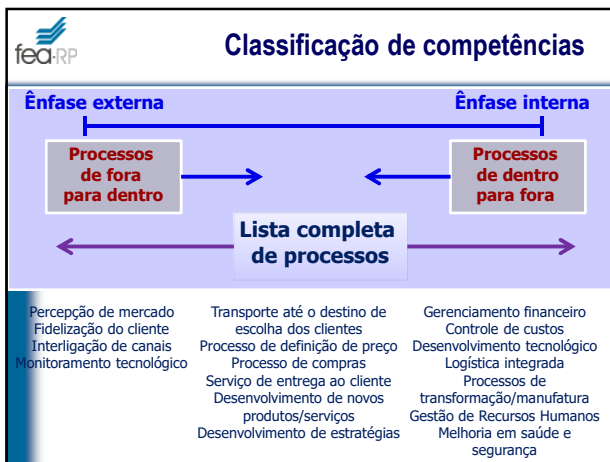 fea-RP
Classificação de competências
Ênfase externa
Ênfase interna
Processos
de fora
para dentro
Processos
de dentro
para fora
Lista completa
de processos
Percepção de mercado
Fidelização do cliente
Interligação de canais
Monitoramento tecnológico
Transporte até o destino de
escolha dos clientes
Processo de definição de preço
Processo de compras
Serviço de entrega ao cliente
Desenvolvimento de novos
produtos/serviços
Desenvolvimento de estratégias
Gerenciamento financeiro
Controle de custos
Desenvolvimento tecnológico
Logística integrada
Processos de
transformação/manufatura
Gestão de Recursos Humanos
Melhoria em saúde e
segurança